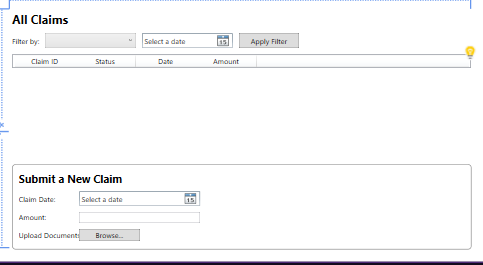 All Claims
Filter by: Select a date 15 Apply Filter
Claim ID Status Date Amount
Submit a New Claim
Claim Date: Select a date 15
Amount:
Upload Document Browse...